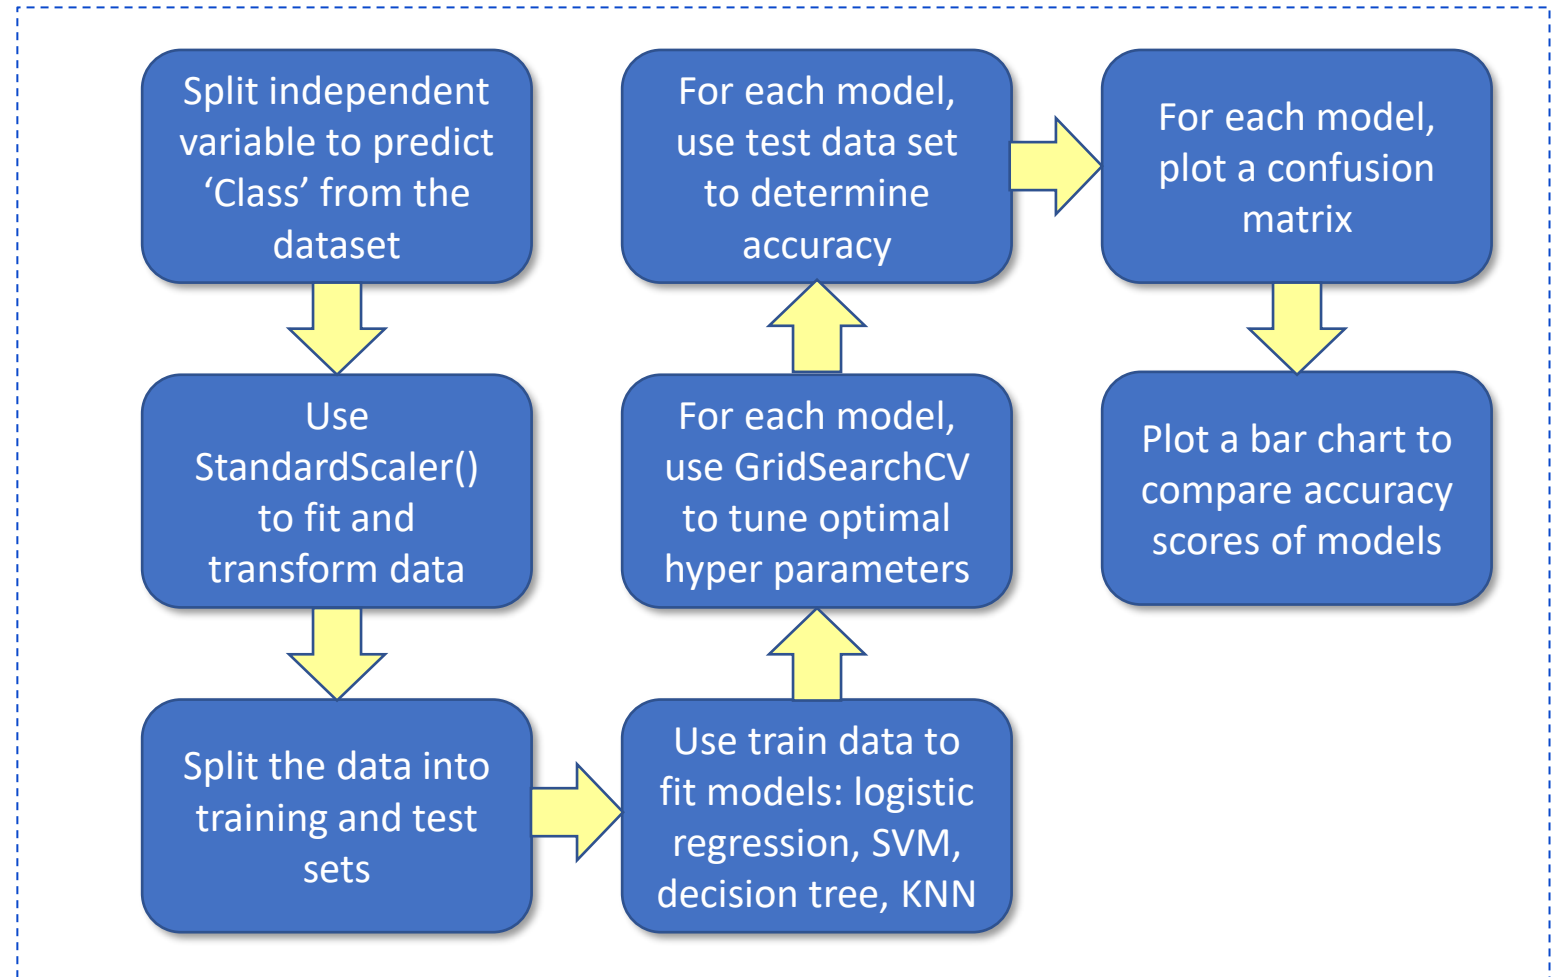 Split independent
variable to predict
‘Class’ from the
dataset
Use
StandardScaler()
to fit and
transform data
Split the data into
training and test
sets
Use train data to
fit models: logistic
regression, SVM,
decision tree, KNN
For each model,
use GridSearchCV
to tune optimal
hyper parameters
For each model,
use test data set
to determine
accuracy
For each model,
plot a confusion
matrix
Plot a bar chart to
compare accuracy
scores of models